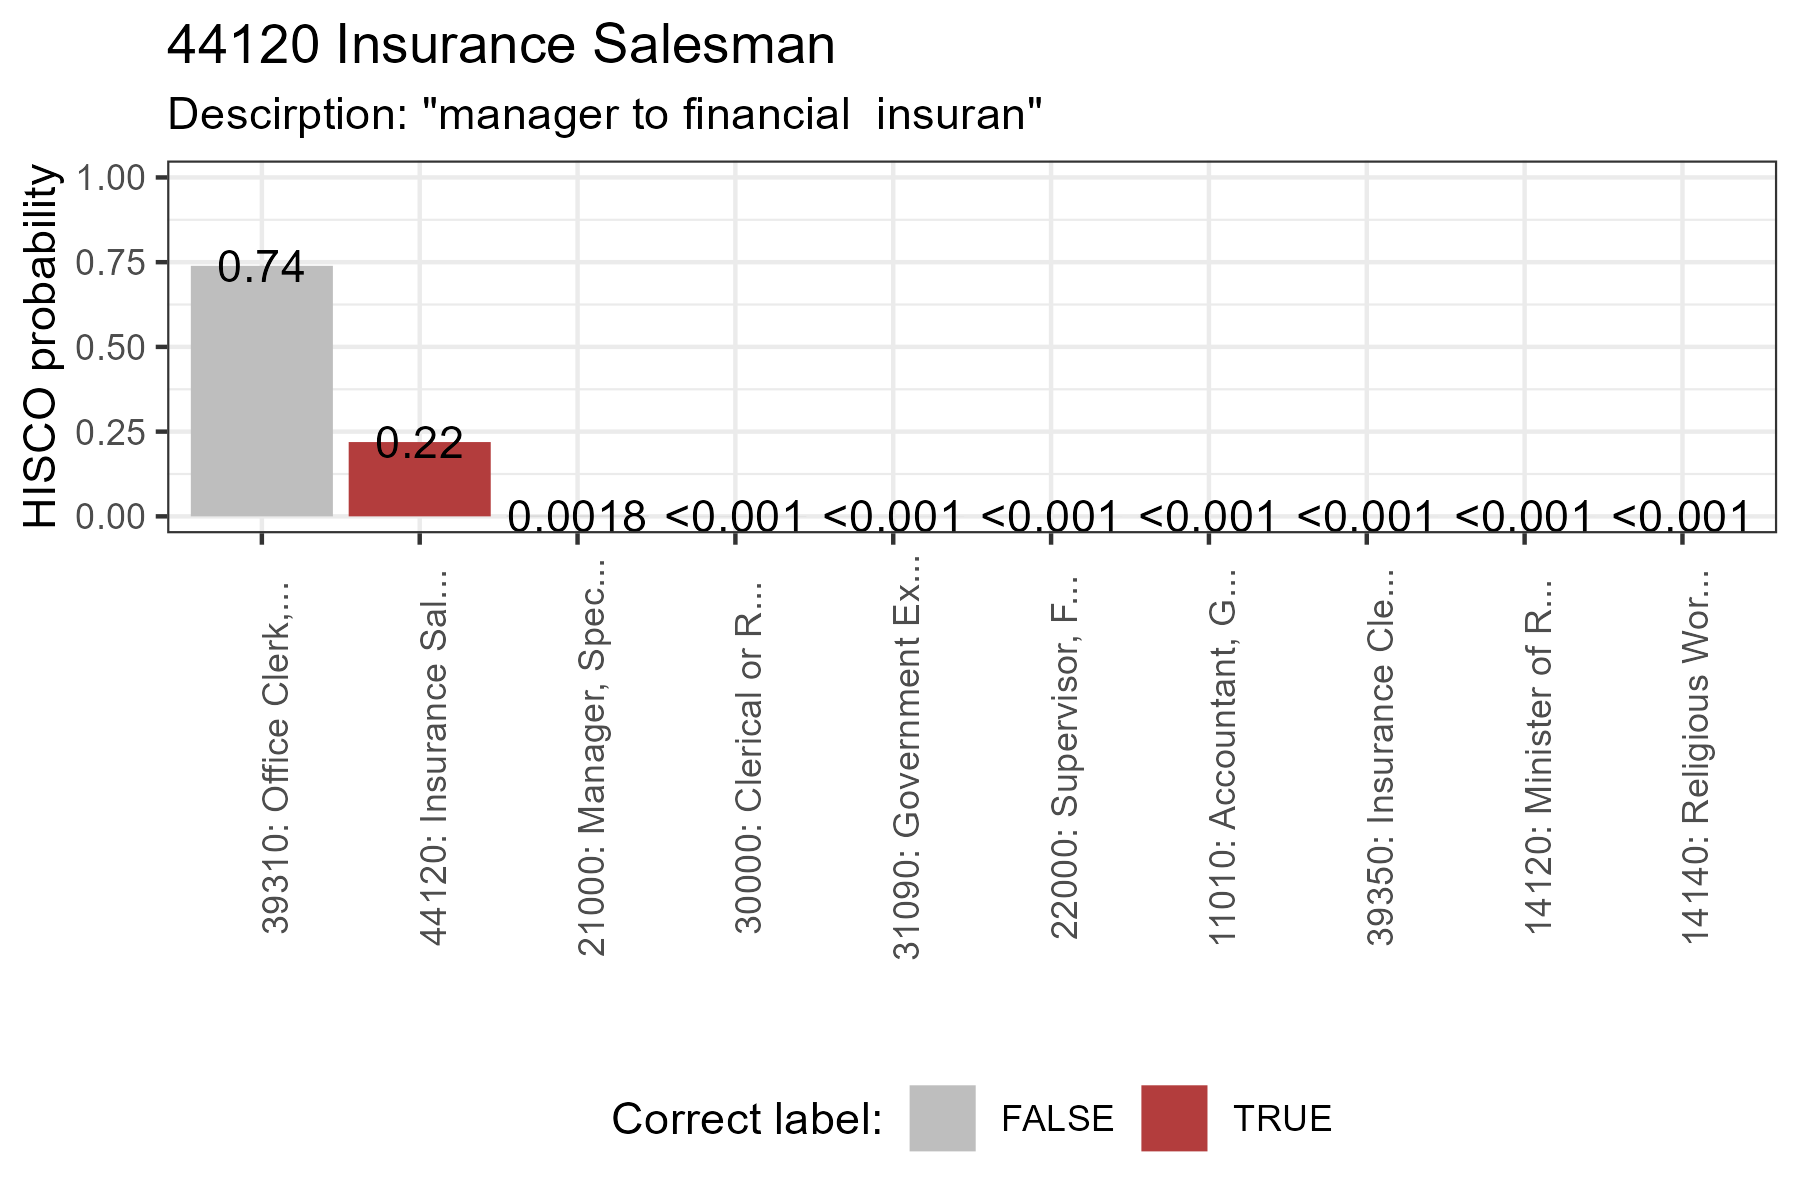 44120 Insurance Salesman
Descirption: "manager to financial  insuran"
HISCO probability
1.00
0.75
0.50
0.25
0.00
0.74
0.22
0.0018
<0.001
<0.001
<0.001
<0.001
<0.001
<0.001
<0.001
39310: Office Clerk,...
44120: Insurance Sal...
21000: Manager, Spec...
30000: Clerical or R...
31090: Government Ex...
22000: Supervisor, F...
11010: Accountant, G...
39350: Insurance Cle...
14120: Minister of R...
14140: Religious Wor...
Correct label: FALSE TRUE